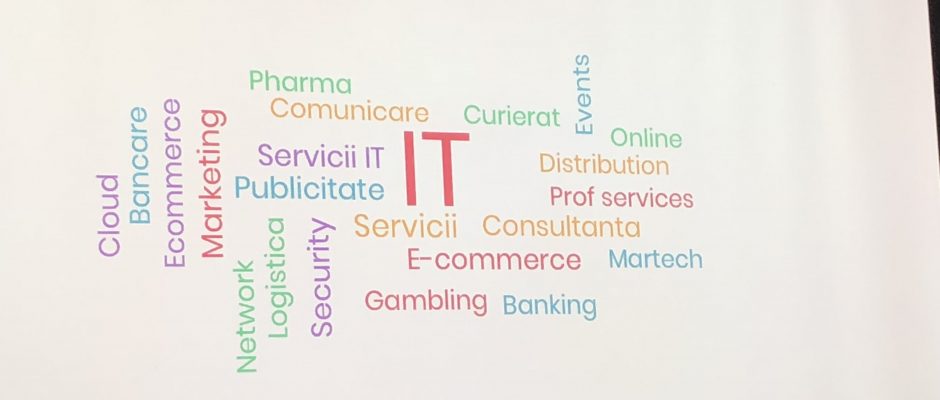 Pharma
Comunicare
Curierat
Events
Online
Cloud
Bancare
Ecommerce
Marketing
Servicii IT
IT
Distribution
Publicitate
Prof services
Servicii
Consultanta
Network
Logistica
Security
E-commerce
Martech
Gambling
Banking